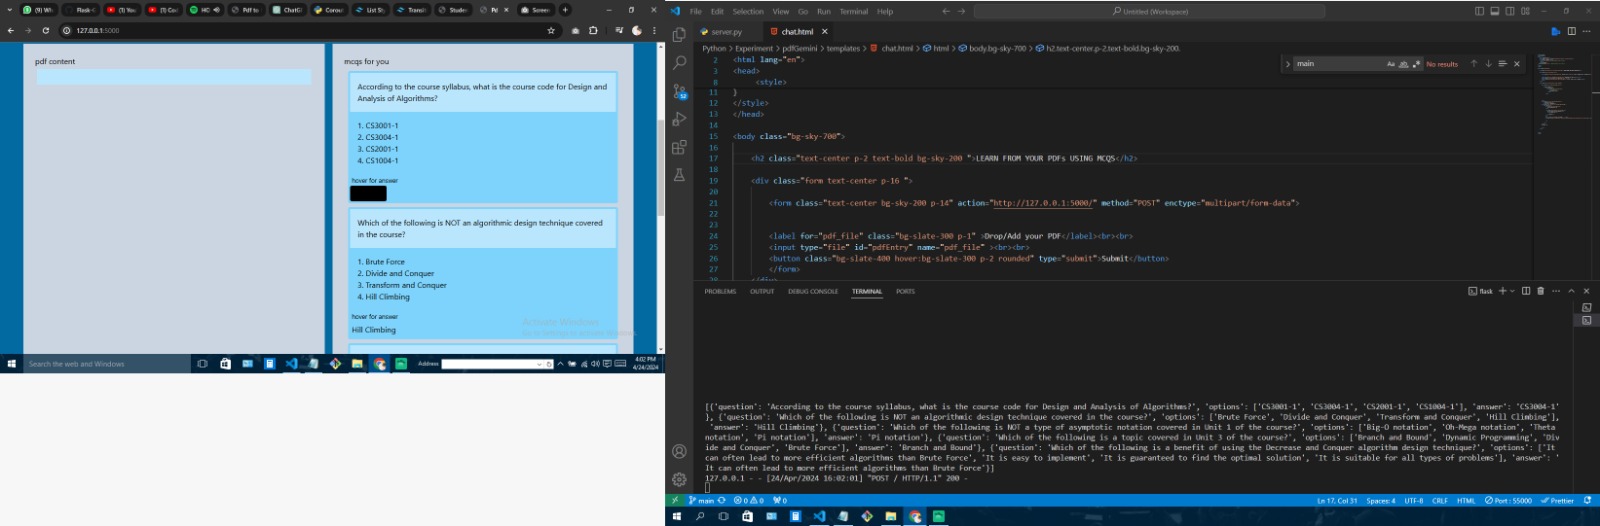 (9) Wh
Flask-C
(1) You
(1) Cou
HC
Pdf to
ChatG
Corou
List St
Transi
Stude
Pd
Screen
127.0.0.1:5000
pdf content
mcqs for you
According to the course syllabus, what is the course code for Design and
Analysis of Algorithms?
1. CS3001-1
2. CS3004-1
3. CS2001-1
4. CS1004-1
hover for answer
Which of the following is NOT an algorithmic design technique covered
in the course?
1. Brute Force
2. Divide and Conquer
3. Transform and Conquer
4. Hill Climbing
hover for answer
Hill Climbing
Activate Windows
Search the web and Windows
Address
4:02 PM
4/24/2024
File Edit Selection View Go Run Terminal Help
Untitled (Workspace)
server.py
chat.html
Python > Experiment > pdfGemini > templates > chat.html > html > body.bg-sky-700 > h2.text-center.p-2.text-bold.bg-sky-200.
main
Aa ab
No results
2 <html lang="en">
3 <head>
8 <style>
11 }
12 </style>
13 </head>
14
15 <body class="bg-sky-700">
16
17 <h2 class="text-center p-2 text-bold bg-sky-200 ">LEARN FROM YOUR PDFs USING MCQS</h2>
18
19 <div class="form text-center p-16 ">
20
21 <form class="text-center bg-sky-200 p-14" action="http://127.0.0.1:5000/" method="POST" enctype="multipart/form-data">
22
23
24 <label for="pdf_file" class="bg-slate-300 p-1" >Drop/Add your PDF</label><br><br>
25 <input type="file" id="pdfEntry" name="pdf_file" ><br><br>
26 <button class="bg-slate-400 hover:bg-slate-300 p-2 rounded" type="submit">Submit</button>
27 </form>
28 </div>
PROBLEMS OUTPUT DEBUG CONSOLE TERMINAL PORTS
flask
[{'question': 'According to the course syllabus, what is the course code for Design and Analysis of Algorithms?', 'options': ['CS3001-1', 'CS3004-1', 'CS2001-1', 'CS1004-1'], 'answer': 'CS3004-1'
}, {'question': 'Which of the following is NOT an algorithmic design technique covered in the course?', 'options': ['Brute Force', 'Divide and Conquer', 'Transform and Conquer', 'Hill Climbing'],
'answer': 'Hill Climbing'}, {'question': 'Which of the following is NOT a type of asymptotic notation covered in Unit 1 of the course?', 'options': ['Big-O notation', 'Oh-Mega notation', 'Theta
notation', 'Pi notation'], 'answer': 'Pi notation'}, {'question': 'Which of the following is a topic covered in Unit 3 of the course?', 'options': ['Branch and Bound', 'Dynamic Programming', 'Div
ide and Conquer', 'Brute Force'], 'answer': 'Branch and Bound'}, {'question': 'Which of the following is a benefit of using the Decrease and Conquer algorithm design technique?', 'options': ['It
can often lead to more efficient algorithms than Brute Force', 'It is easy to implement', 'It is guaranteed to find the optimal solution', 'It is suitable for all types of problems'], 'answer': '
It can often lead to more efficient algorithms than Brute Force'}]
127.0.0.1 - - [24/Apr/2024 16:02:01] "POST / HTTP/1.1" 200 -
main
0 0
0
Ln 17, Col 31 Spaces: 4 UTF-8 CRLF HTML Port : 55000 Prettier